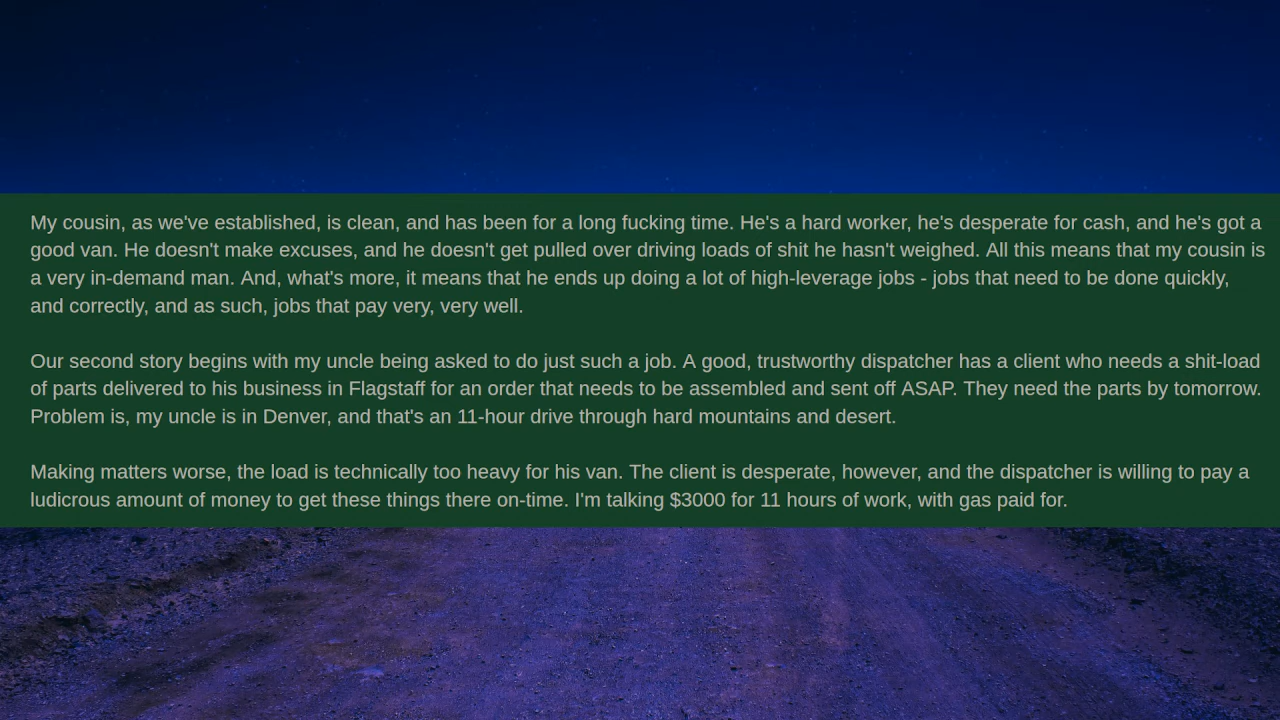 My cousin, as we've established, is clean, and has been for a long fucking time. He's a hard worker, he's desperate for cash, and he's got a
good van. He doesn't make excuses, and he doesn't get pulled over driving loads of shit he hasn't weighed. All this means that my cousin is
a very in-demand man. And, what's more, it means that he ends up doing a lot of high-leverage jobs - jobs that need to be done quickly,
and correctly, and as such, jobs that pay very, very well.
Our second story begins with my uncle being asked to do just such a job. A good, trustworthy dispatcher has a client who needs a shit-load
of parts delivered to his business in Flagstaff for an order that needs to be assembled and sent off ASAP. They need the parts by tomorrow.
Problem is, my uncle is in Denver, and that's an 11-hour drive through hard mountains and desert.
Making matters worse, the load is technically too heavy for his van. The client is desperate, however, and the dispatcher is willing to pay a
ludicrous amount of money to get these things there on-time. I'm talking $3000 for 11 hours of work, with gas paid for.